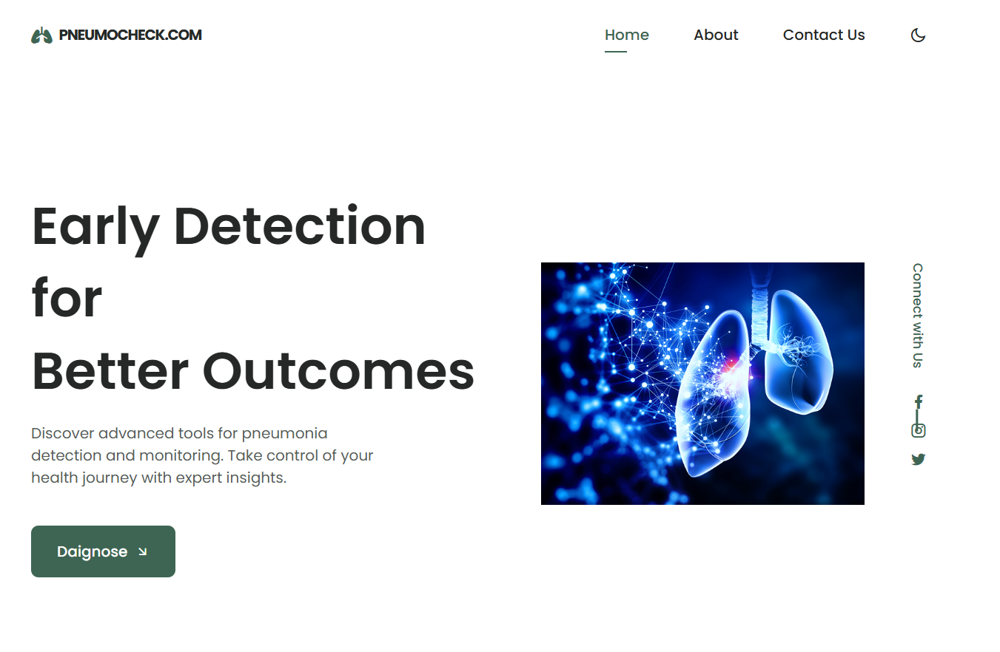 PNEUMOCHECK.COM
Home About Contact Us
Early Detection
for
Better Outcomes
Discover advanced tools for pneumonia
detection and monitoring. Take control of your
health journey with expert insights.
Daignose
Connect with Us